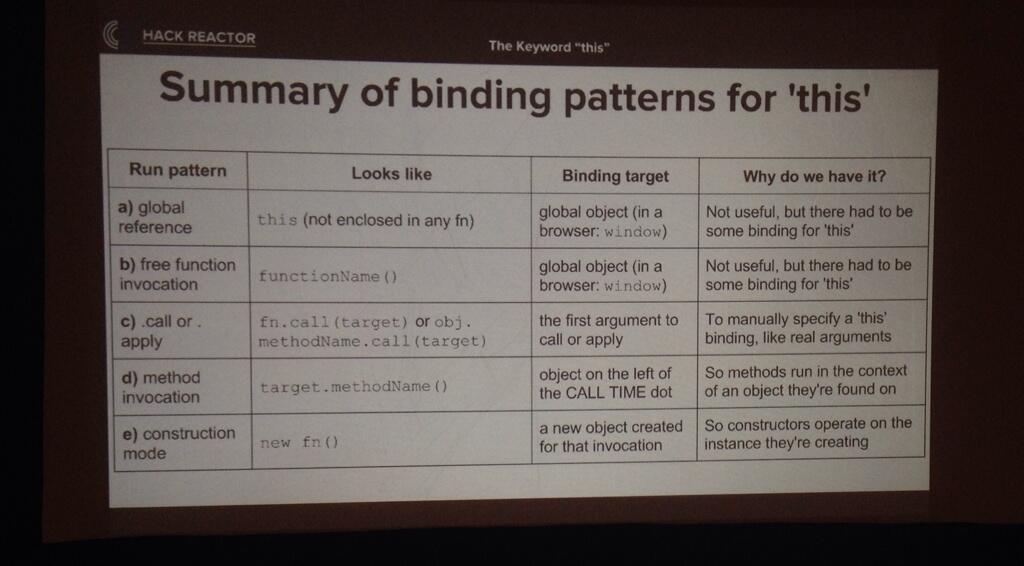 HACK REACTOR
The Keyword "this"
Summary of binding patterns for 'this'
Run pattern
Looks like
Binding target
Why do we have it?
a) global
reference
this (not enclosed in any fn)
global object (in a
browser: window)
Not useful, but there had to be
some binding for 'this'
b) free function
invocation
functionName()
global object (in a
browser: window)
Not useful, but there had to be
some binding for 'this'
c) .call or .
apply
fn.call(target) or obj.
methodName.call(target)
the first argument to
call or apply
To manually specify a 'this'
binding, like real arguments
d) method
invocation
target.methodName()
object on the left of
the CALL TIME dot
So methods run in the context
of an object they're found on
e) construction
mode
new fn()
a new object created
for that invocation
So constructors operate on the
instance they're creating